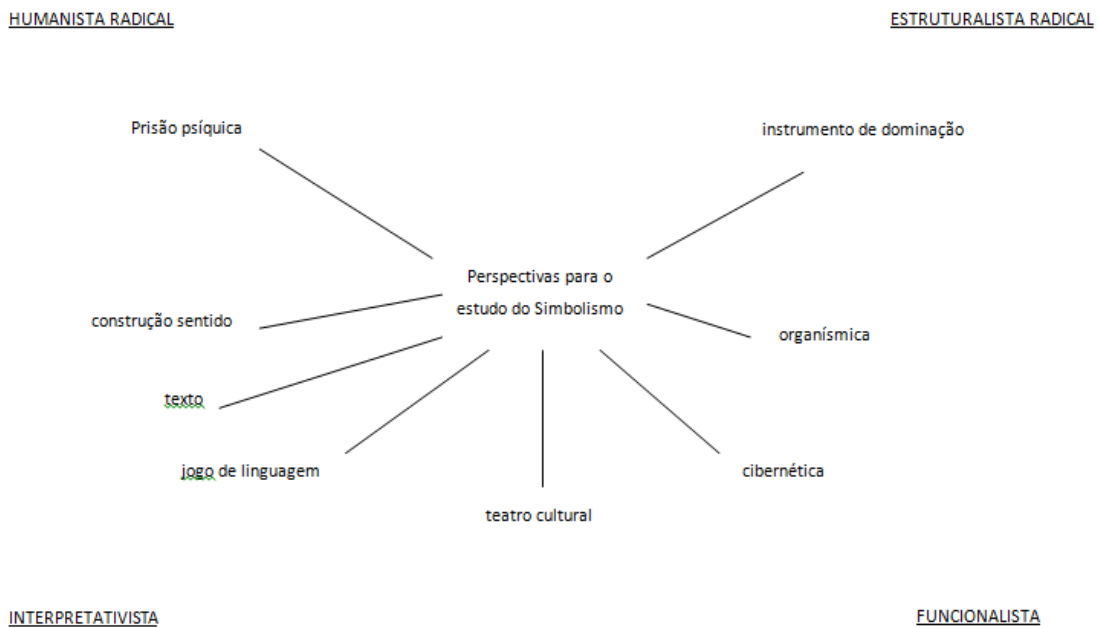 HUMANISTA RADICAL
ESTRUTURALISTA RADICAL
Prisão psíquica
instrumento de dominação
Perspectivas para o
estudo do Simbolismo
construção sentido
organísmica
texto
jogo de linguagem
cibernética
teatro cultural
INTERPRETATIVISTA
FUNCIONALISTA